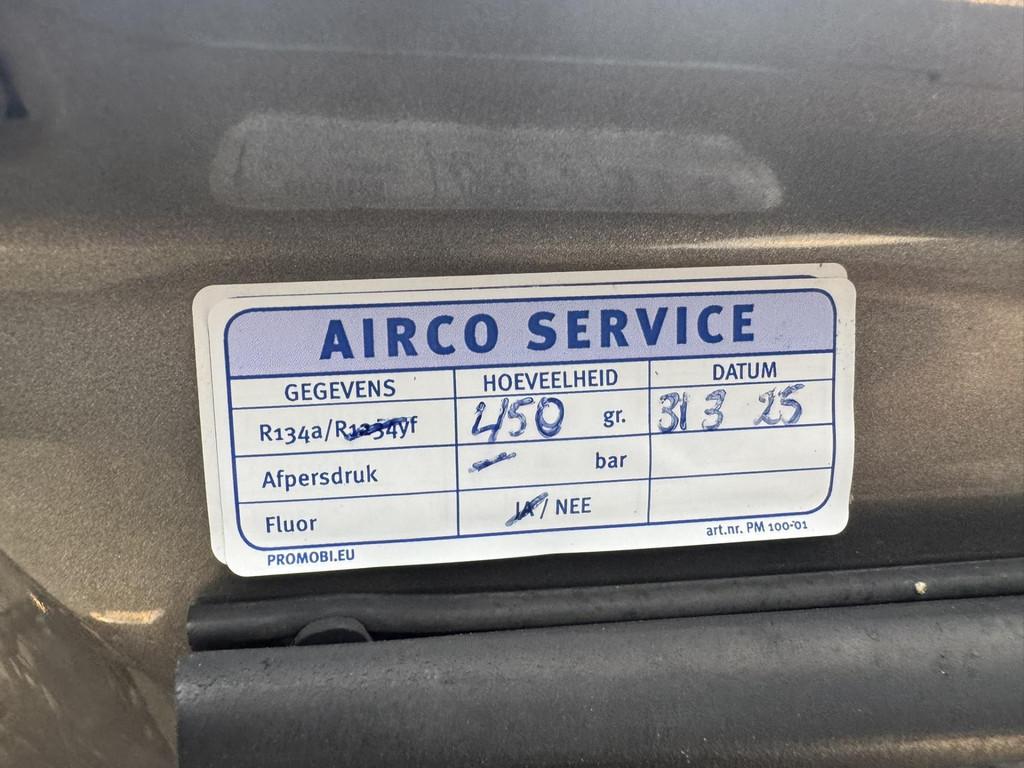 AIRCO SERVICE
GEGEVENS HOEVEELHEID DATUM
R134a/R1234yf 450 gr. 31 3 25
Afpersdruk - bar
Fluor JA / NEE
PROMOBI.EU art.nr. PM 100-01